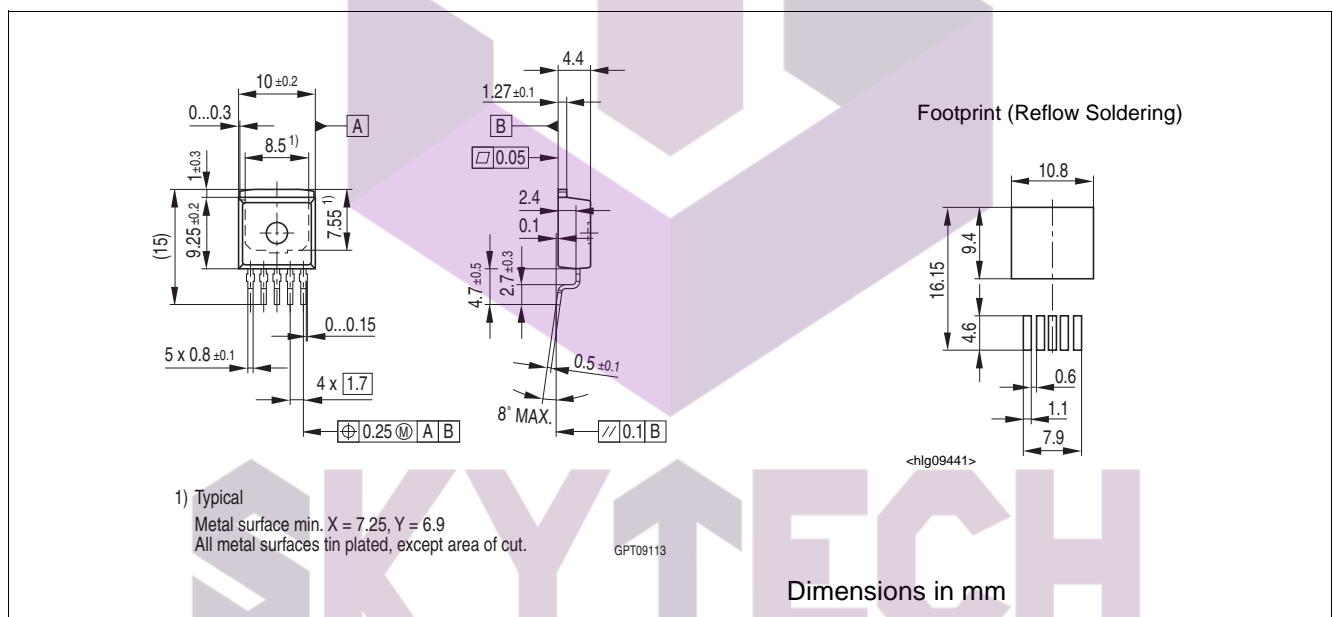 4.4
10 ±0.2
1.27 ±0.1
0...0.3
A
B
Footprint (Reflow Soldering)
8.5 1)
0.05
1 ±0.3
10.8
2.4
7.55 1)
0.1
(15)
9.25 ±0.2
9.4
16.15
4.7 ±0.5
2.7 ±0.3
4.6
0...0.15
5 x 0.8 ±0.1
0.5 ±0.1
0.6
4 x 1.7
1.1
8° MAX.
7.9
⌖ 0.25 Ⓜ A B
// 0.1 B
<hlg09441>
1) Typical
Metal surface min. X = 7.25, Y = 6.9
All metal surfaces tin plated, except area of cut.
GPT09113
SKYTECH
Dimensions in mm